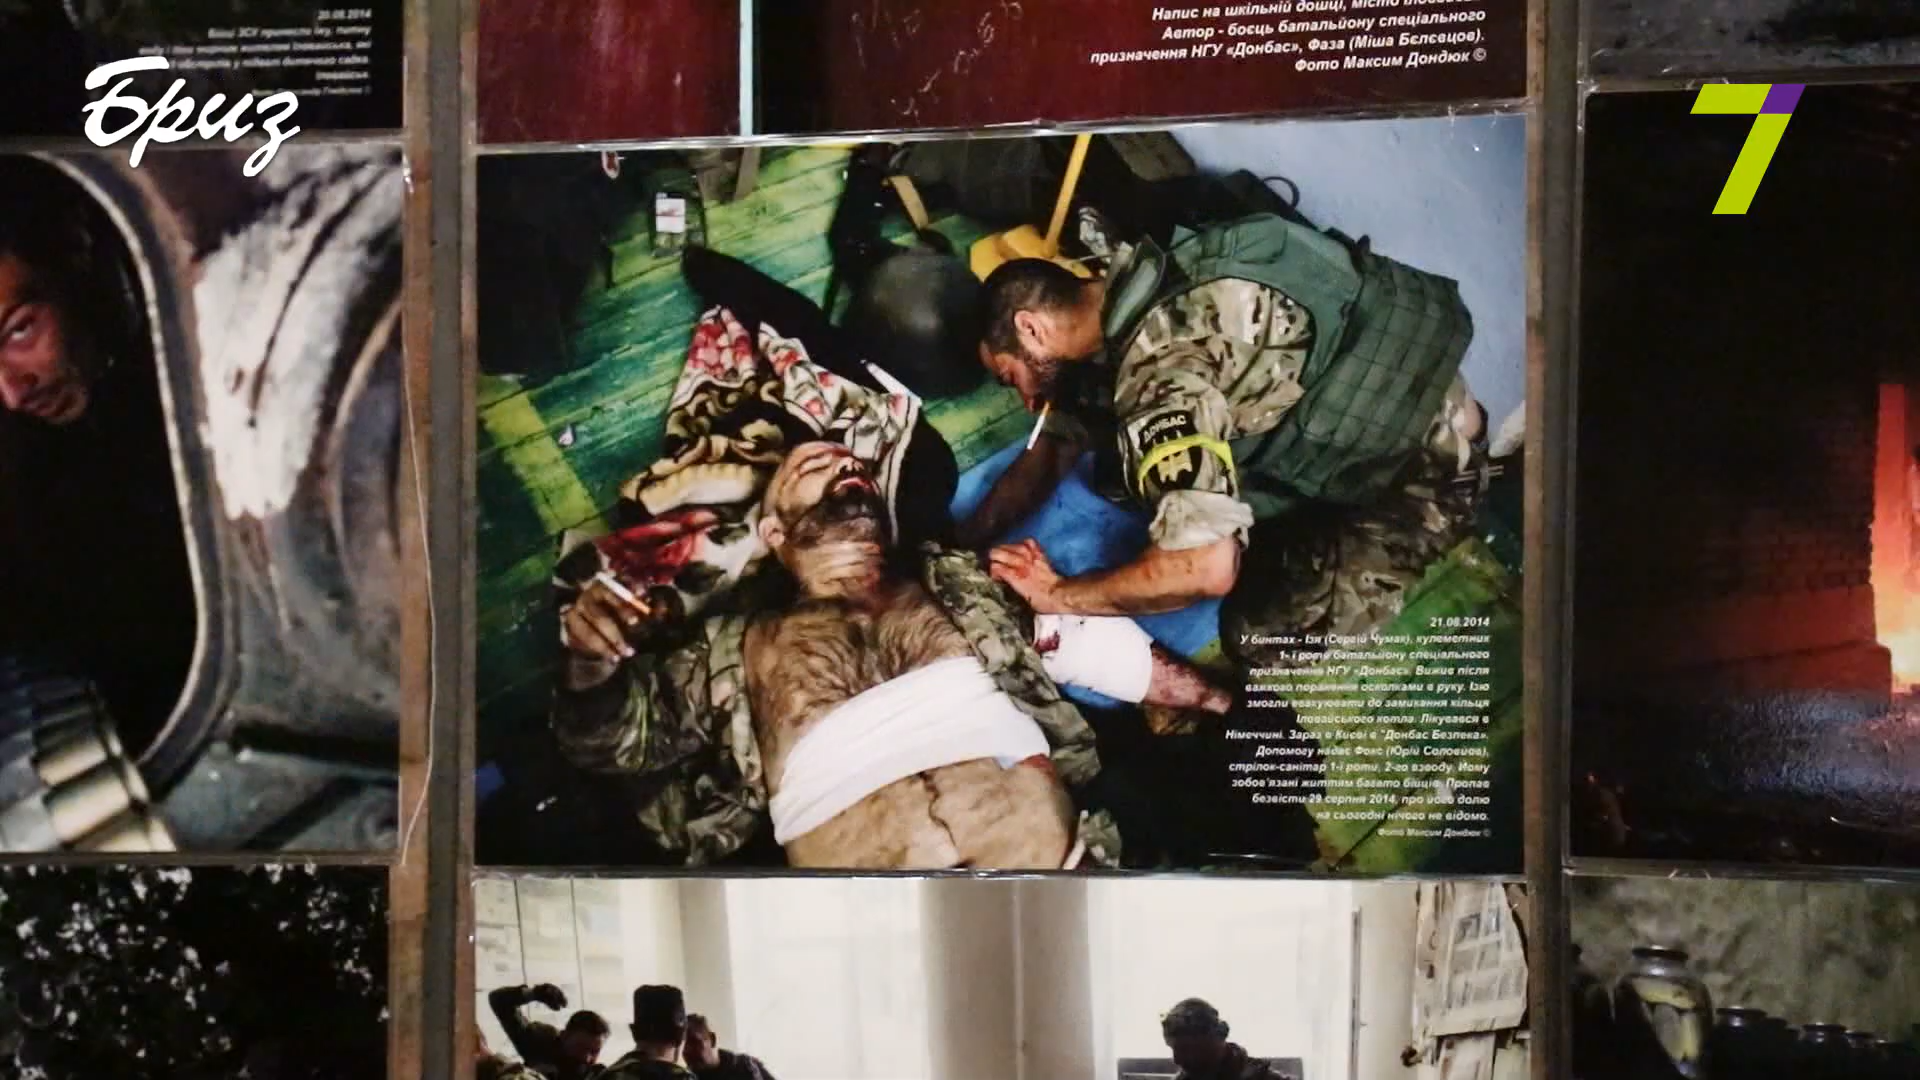 20.08.2014
Бриз
Напис на шкільній дошці, місто Іловайськ.
Автор - боєць батальйону спеціального
призначення НГУ «Донбас», Фаза (Міша Бєлєвцов).
Фото Максим Дондюк ©
7
ДОНБАС
21.08.2014
У бинтах - Ізя (Сергій Чумак), кулеметник
1-ї роти батальйону спеціального
призначення НГУ «Донбас». Вижив після
важкого поранення осколками в руку. Ізю
змогли евакуювати до замикання кільця
Іловайського котла. Лікувався в
Німеччині. Зараз в Києві в "Донбас Безпека".
Допомогу надає Фокс (Юрій Соловйов),
стрілок-санітар 1-ї роти, 2-го взводу. Йому
зобов'язані життям багато бійців. Пропав
безвісти 29 серпня 2014, про його долю
на сьогодні нічого не відомо.
Фото Максим Дондюк ©